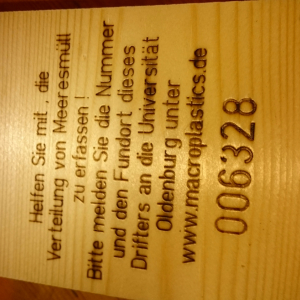 Helfen Sie mit , die
Verteilung von Meeresmüll
zu erfassen !
Bitte melden Sie die Nummer
und den Fundort dieses
Drifters an die Universität
Oldenburg unter
www.macroplastics.de
006328